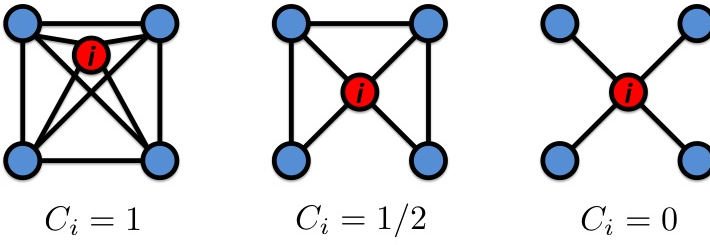 i i i
C_i = 1 C_i = 1/2 C_i = 0